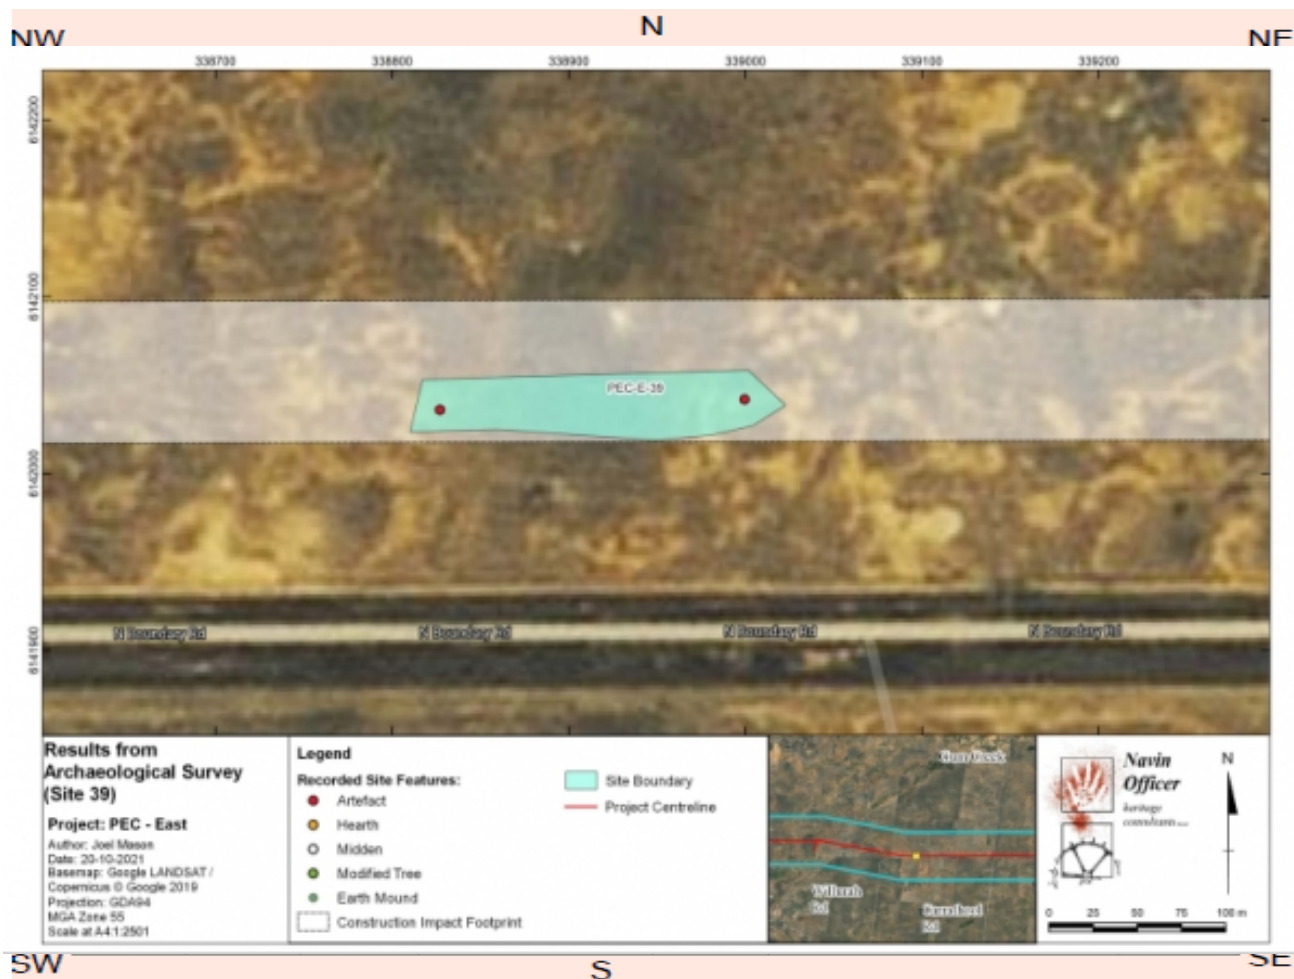 N
NW
NE
338700 338800 338900 339000 339100 339200
6142200
6142100
PEC-E-39
6142000
N Boundary Rd N Boundary Rd N Boundary Rd N Boundary Rd
6141900
Results from
Archaeological Survey
(Site 39)
Project: PEC - East
Author: Joel Mason
Date: 20-10-2021
Basemap: Google LANDSAT /
Copernicus © Google 2019
Projection: GDA94
MGA Zone 55
Scale at A4:1:2501
Legend
Recorded Site Features:
Artefact
Hearth
Midden
Modified Tree
Earth Mound
Construction Impact Footprint
Site Boundary
Project Centreline
Rd
Rd
Navin
Officer
heritage
consultants
N
0 25 50 75 100 m
SW
S
SE